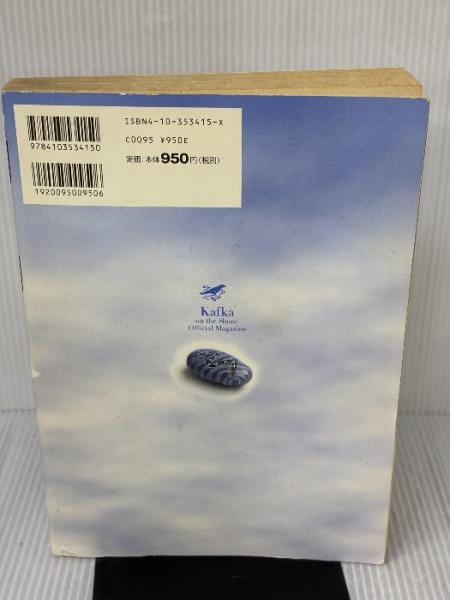 ISBN4-10-353415-X
C0095 ¥950E
定価:本体950円(税別)
9784103534150
1920095009506
Kafka
on the Shore
Official Magazine